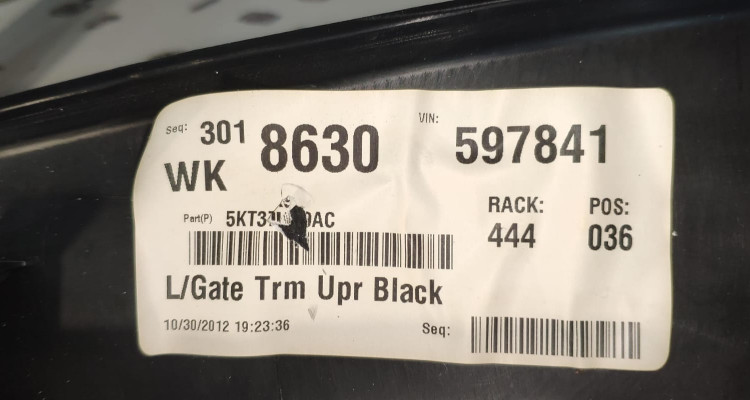 Seq: 301 8630
VIN: 597841
WK
RACK: POS:
444 036
Part(P)
L/Gate Trm Upr Black
10/30/2012 19:23:36 Seq: